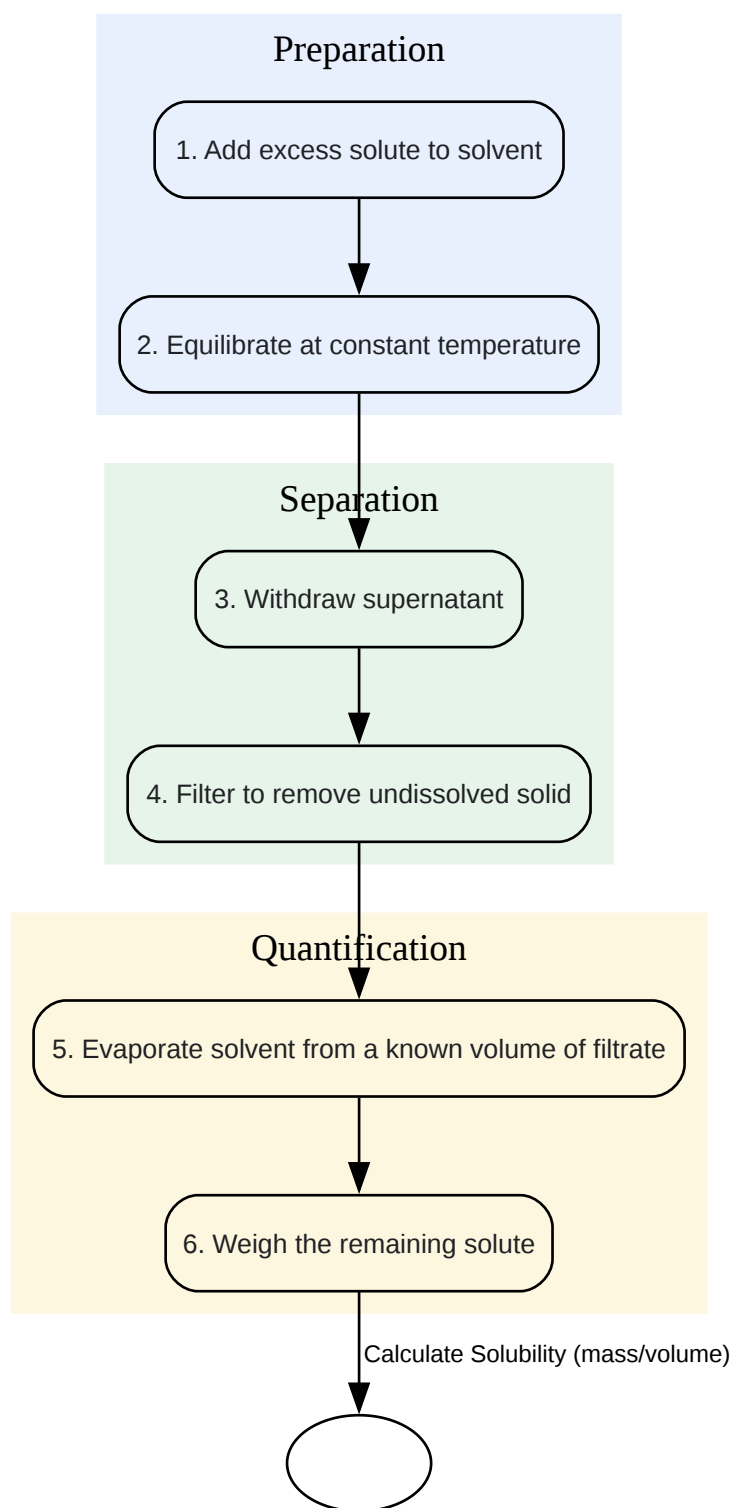 Preparation
1. Add excess solute to solvent
2. Equilibrate at constant temperature
Separation
3. Withdraw supernatant
4. Filter to remove undissolved solid
Quantification
5. Evaporate solvent from a known volume of filtrate
6. Weigh the remaining solute
Calculate Solubility (mass/volume)